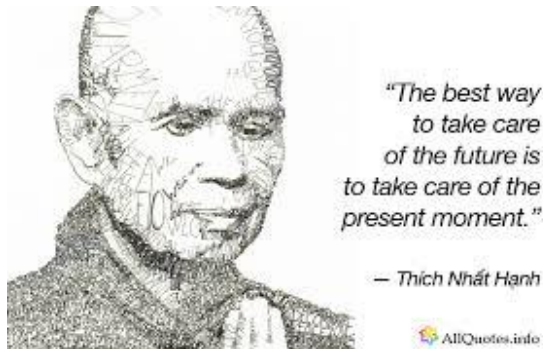 “The best way
to take care
of the future is
to take care of the
present moment.”
— Thích Nhất Hạnh
AllQuotes.info